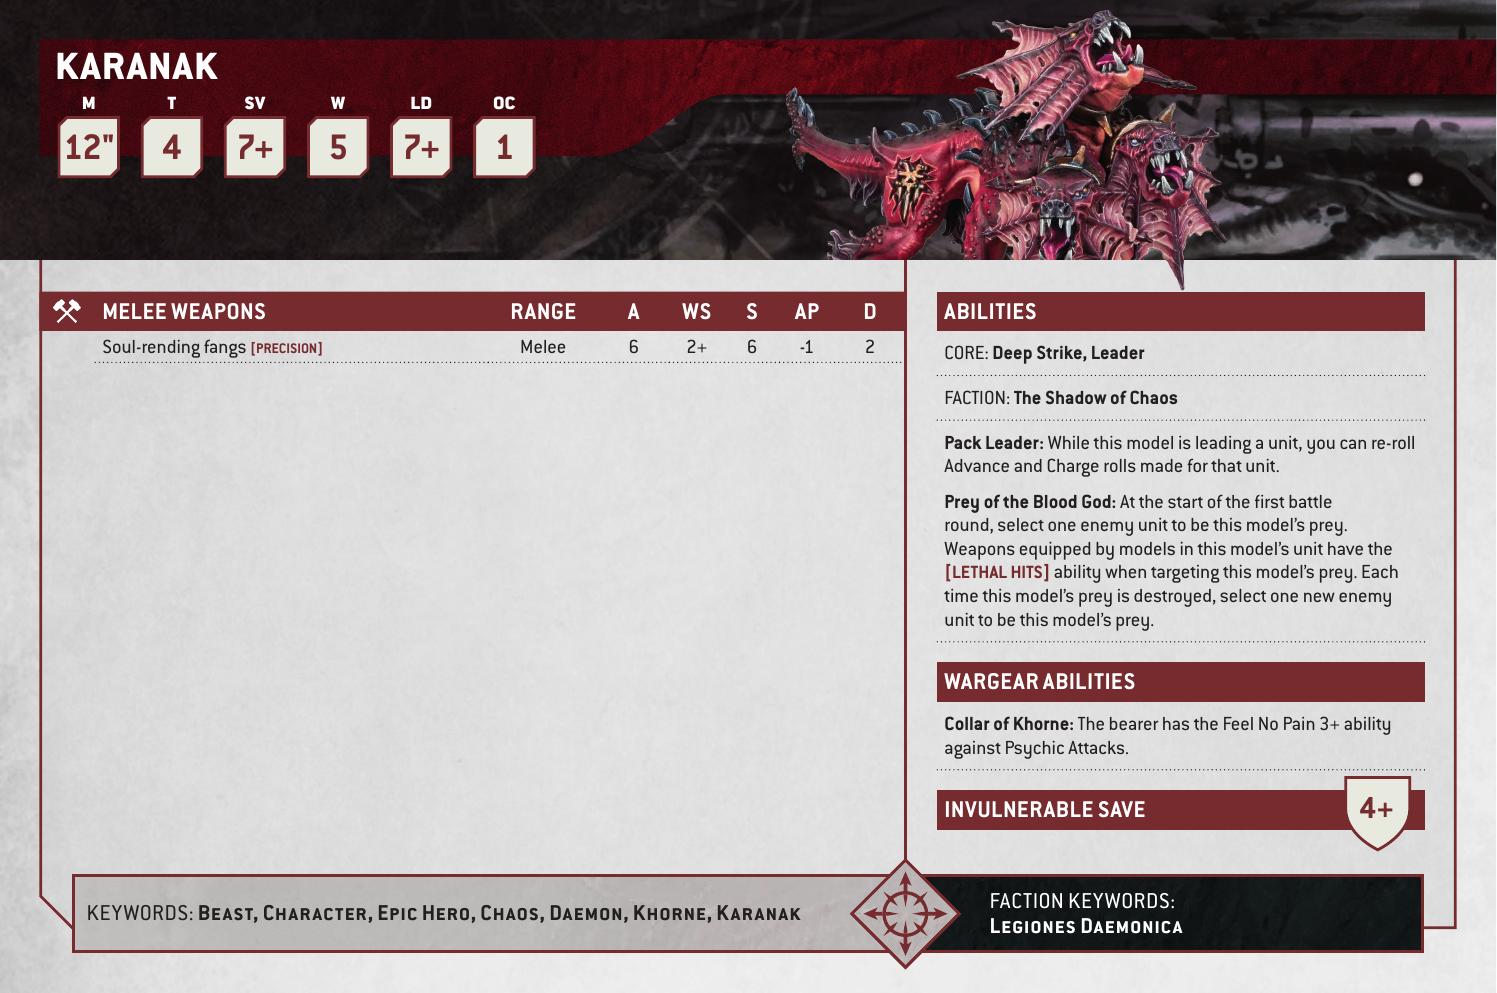 KARANAK
M T SV W LD OC
12" 4 7+ 5 7+ 1
MELEE WEAPONS RANGE A WS S AP D
Soul-rending fangs [PRECISION] Melee 6 2+ 6 -1 2
ABILITIES
CORE: Deep Strike, Leader
FACTION: The Shadow of Chaos
Pack Leader: While this model is leading a unit, you can re-roll
Advance and Charge rolls made for that unit.
Prey of the Blood God: At the start of the first battle
round, select one enemy unit to be this model’s prey.
Weapons equipped by models in this model’s unit have the
[LETHAL HITS] ability when targeting this model’s prey. Each
time this model’s prey is destroyed, select one new enemy
unit to be this model’s prey.
WARGEAR ABILITIES
Collar of Khorne: The bearer has the Feel No Pain 3+ ability
against Psychic Attacks.
INVULNERABLE SAVE 4+
KEYWORDS: BEAST, CHARACTER, EPIC HERO, CHAOS, DAEMON, KHORNE, KARANAK
FACTION KEYWORDS:
LEGIONES DAEMONICA